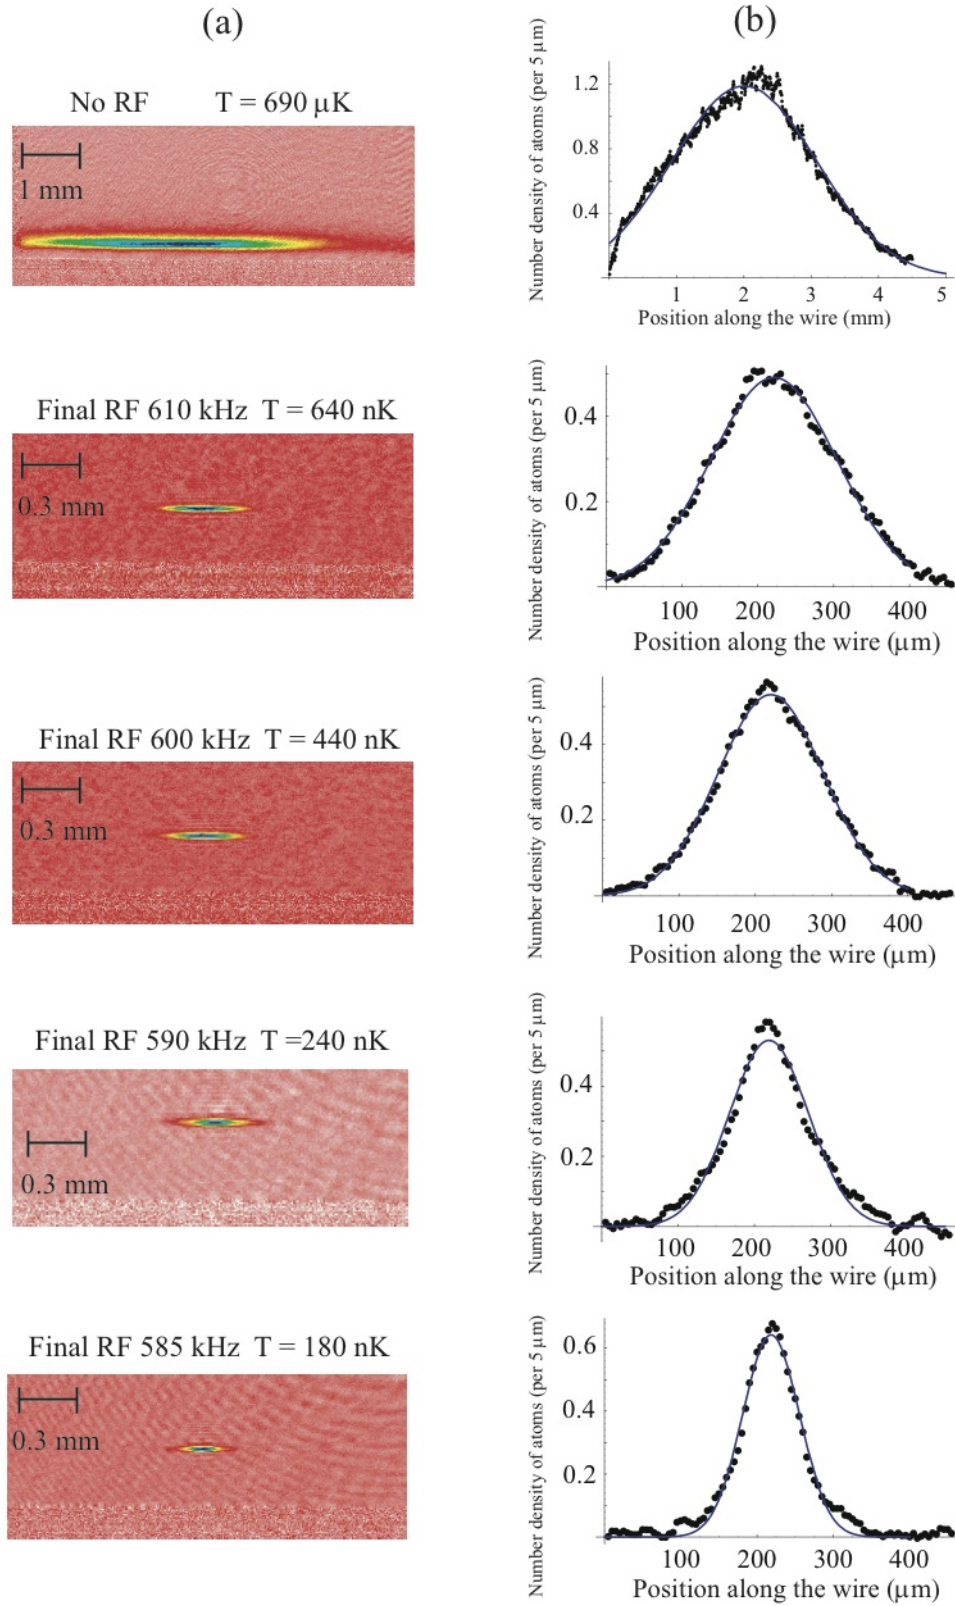 (a)
(b)
No RF T = 690 μK
1 mm
Number density of atoms (per 5 μm)
1.2
0.8
0.4
1 2 3 4 5
Position along the wire (mm)
Final RF 610 kHz T = 640 nK
0.3 mm
Number density of atoms (per 5 μm)
0.4
0.2
100 200 300 400
Position along the wire (μm)
Final RF 600 kHz T = 440 nK
0.3 mm
Number density of atoms (per 5 μm)
0.4
0.2
100 200 300 400
Position along the wire (μm)
Final RF 590 kHz T =240 nK
0.3 mm
Number density of atoms (per 5 μm)
0.4
0.2
100 200 300 400
Position along the wire (μm)
Final RF 585 kHz T = 180 nK
0.3 mm
Number density of atoms (per 5 μm)
0.6
0.4
0.2
100 200 300 400
Position along the wire (μm)